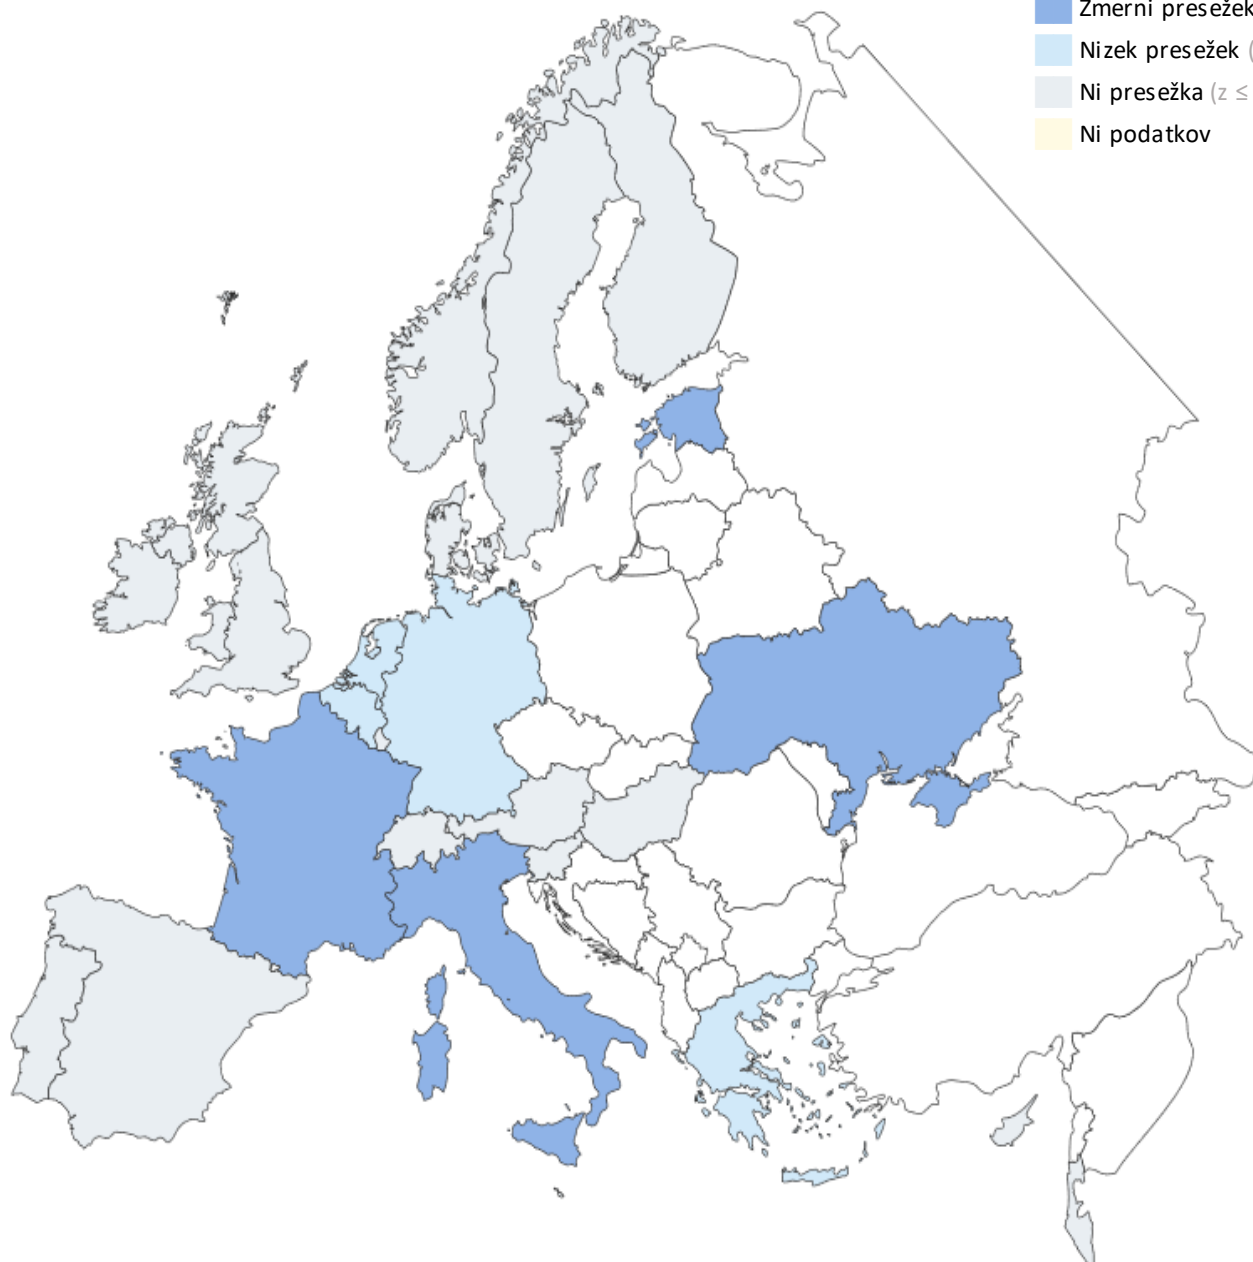 Zmerni presežek
Nizek presežek (
Ni presežka (z ≤
Ni podatkov